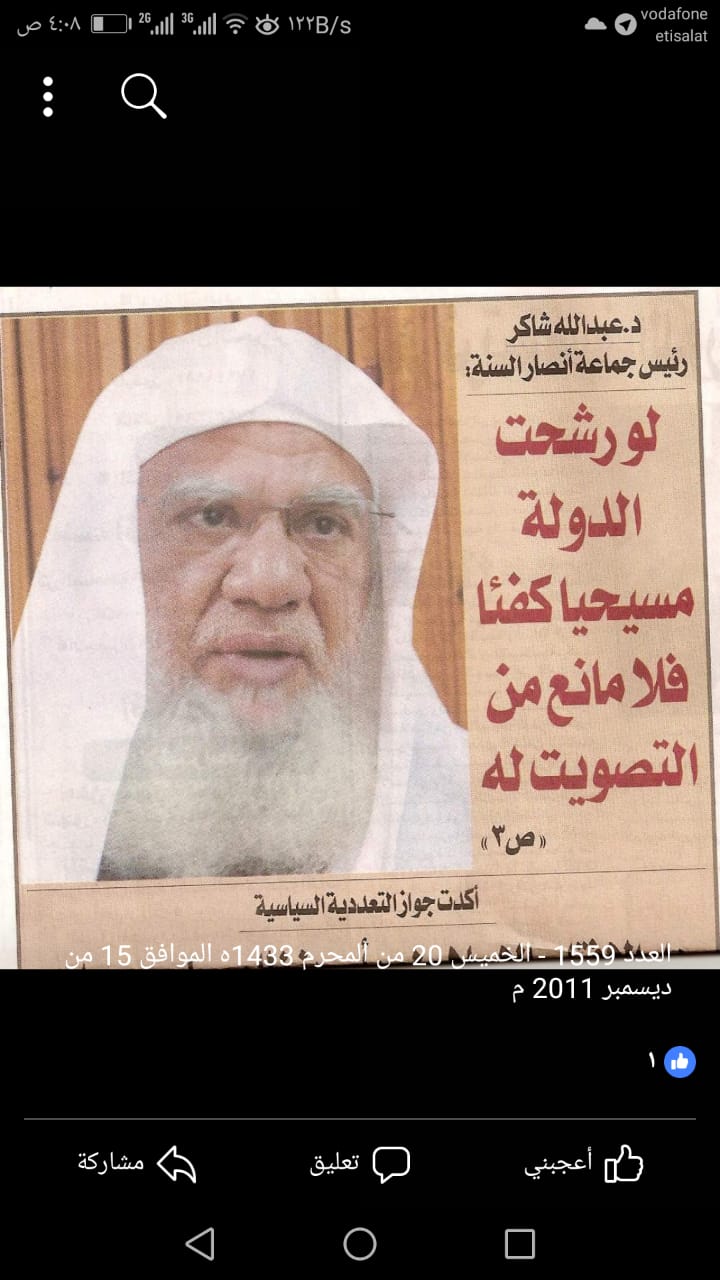 ٤:٠٨ ص
2G
3G
١٢٢B/s
vodafone
etisalat
د.عبدالله شاكر
رئيس جماعة أنصار السنة:
لو رشحت
الدولة
مسيحيا كفئا
فلا مانع من
التصويت له
«ص٣»
أكدت جواز التعددية السياسية
العدد 1559 - الخميس 20 من المحرم 1433ه الموافق 15 من
ديسمبر 2011 م
١
أعجبني
تعليق
مشاركة